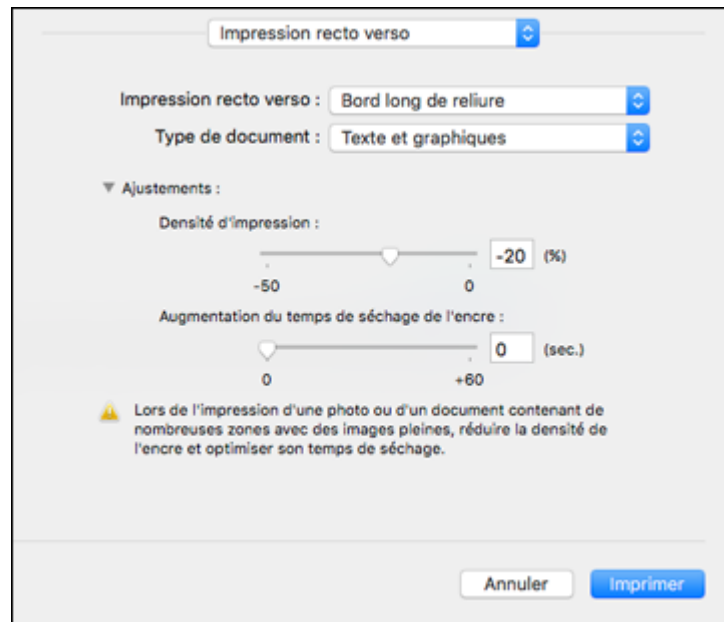 Impression recto verso
Impression recto verso : Bord long de reliure
Type de document : Texte et graphiques
Ajustements :
Densité d'impression :
-20 (%)
-50 0
Augmentation du temps de séchage de l'encre :
0 (sec.)
0 +60
Lors de l'impression d'une photo ou d'un document contenant de
nombreuses zones avec des images pleines, réduire la densité de
l'encre et optimiser son temps de séchage.
Annuler Imprimer